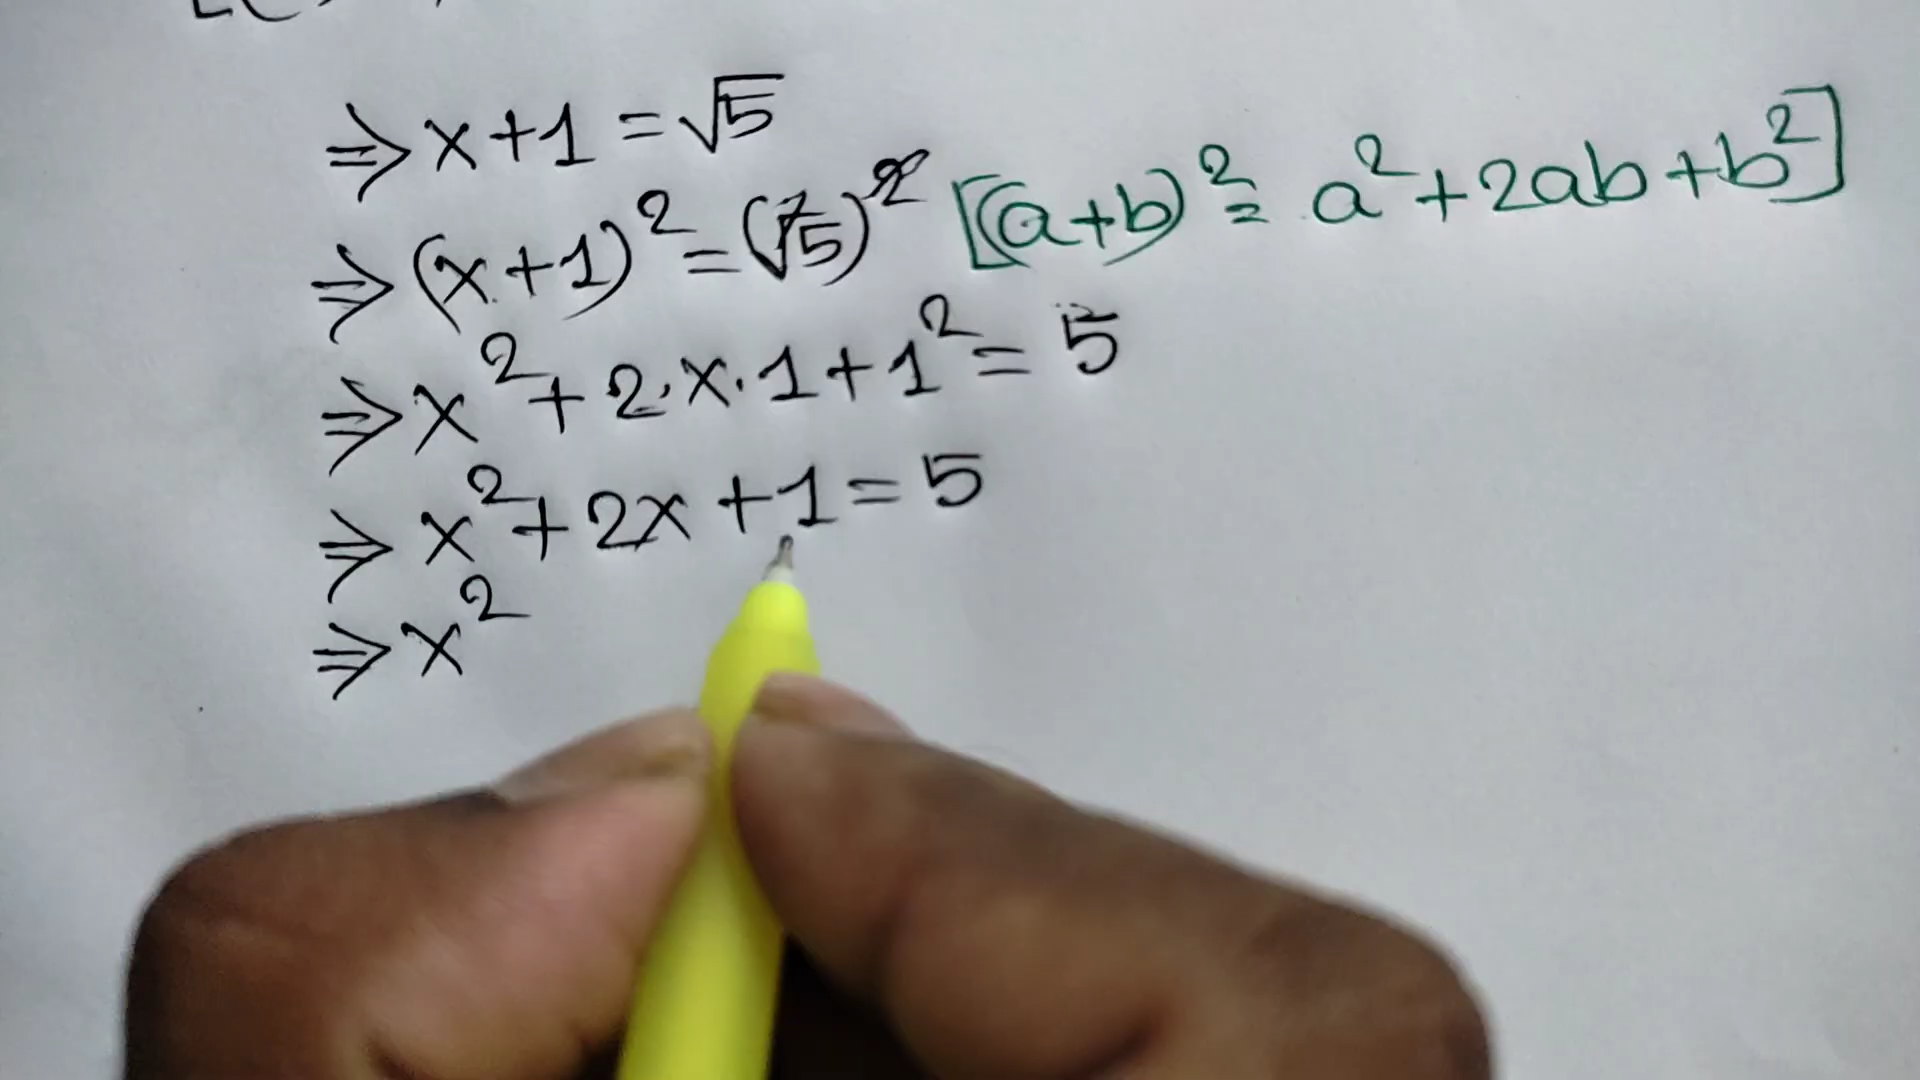 ⇒ x+1 = √5
⇒ (x+1)² = (√5)² [(a+b)² = a²+2ab+b²]
⇒ x² + 2·x·1 + 1² = 5
⇒ x² + 2x + 1 = 5
⇒ x²